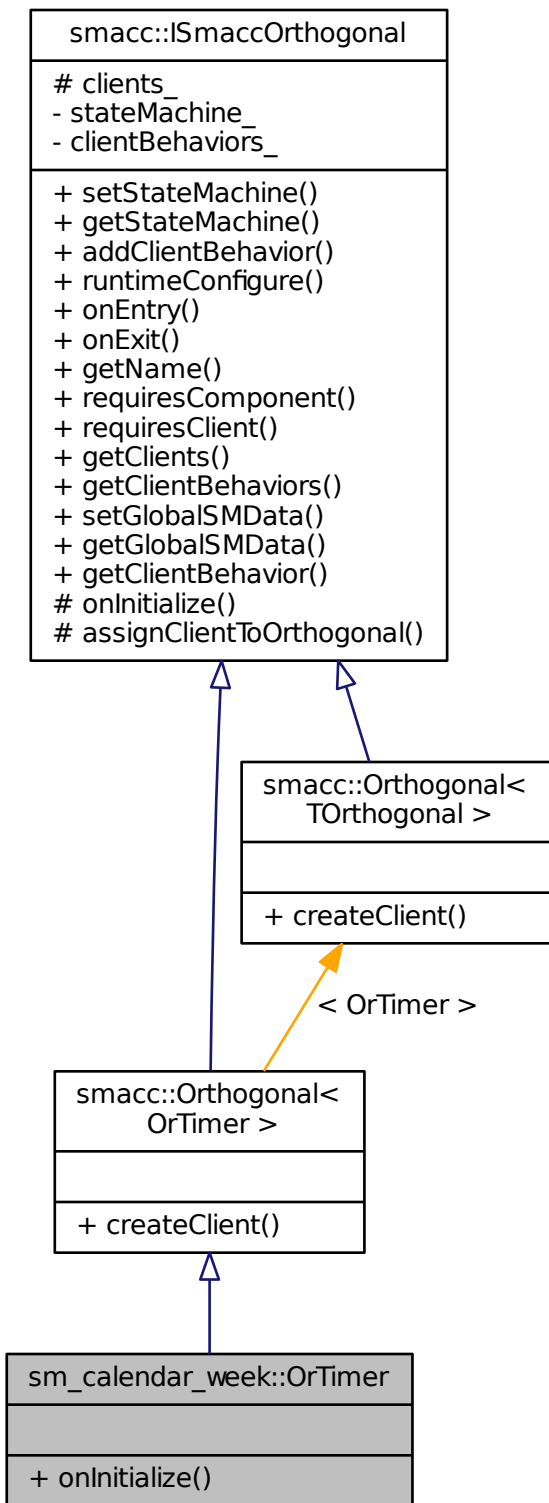 smacc::ISmaccOrthogonal
# clients_
- stateMachine_
- clientBehaviors_
+ setStateMachine()
+ getStateMachine()
+ addClientBehavior()
+ runtimeConfigure()
+ onEntry()
+ onExit()
+ getName()
+ requiresComponent()
+ requiresClient()
+ getClients()
+ getClientBehaviors()
+ setGlobalSMData()
+ getGlobalSMData()
+ getClientBehavior()
# onInitialize()
# assignClientToOrthogonal()
smacc::Orthogonal<
TOrthogonal >
+ createClient()
< OrTimer >
smacc::Orthogonal<
OrTimer >
+ createClient()
sm_calendar_week::OrTimer
+ onInitialize()